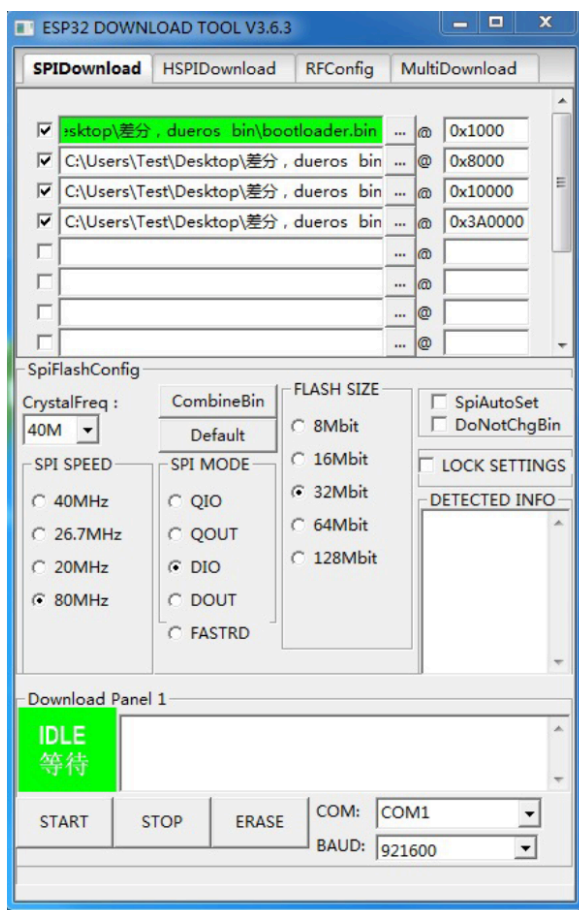 ESP32 DOWNLOAD TOOL V3.6.3
SPIDownload HSPIDownload RFConfig MultiDownload
esktop\差分，dueros bin\bootloader.bin ... @ 0x1000
C:\Users\Test\Desktop\差分，dueros bin ... @ 0x8000
C:\Users\Test\Desktop\差分，dueros bin ... @ 0x10000
C:\Users\Test\Desktop\差分，dueros bin ... @ 0x3A0000
... @
... @
... @
... @
SpiFlashConfig
CrystalFreq :
40M
CombineBin
Default
SPI SPEED
40MHz
26.7MHz
20MHz
80MHz
SPI MODE
QIO
QOUT
DIO
DOUT
FASTRD
FLASH SIZE
8Mbit
16Mbit
32Mbit
64Mbit
128Mbit
SpiAutoSet
DoNotChgBin
LOCK SETTINGS
DETECTED INFO
Download Panel 1
IDLE
等待
START STOP ERASE
COM: COM1
BAUD: 921600